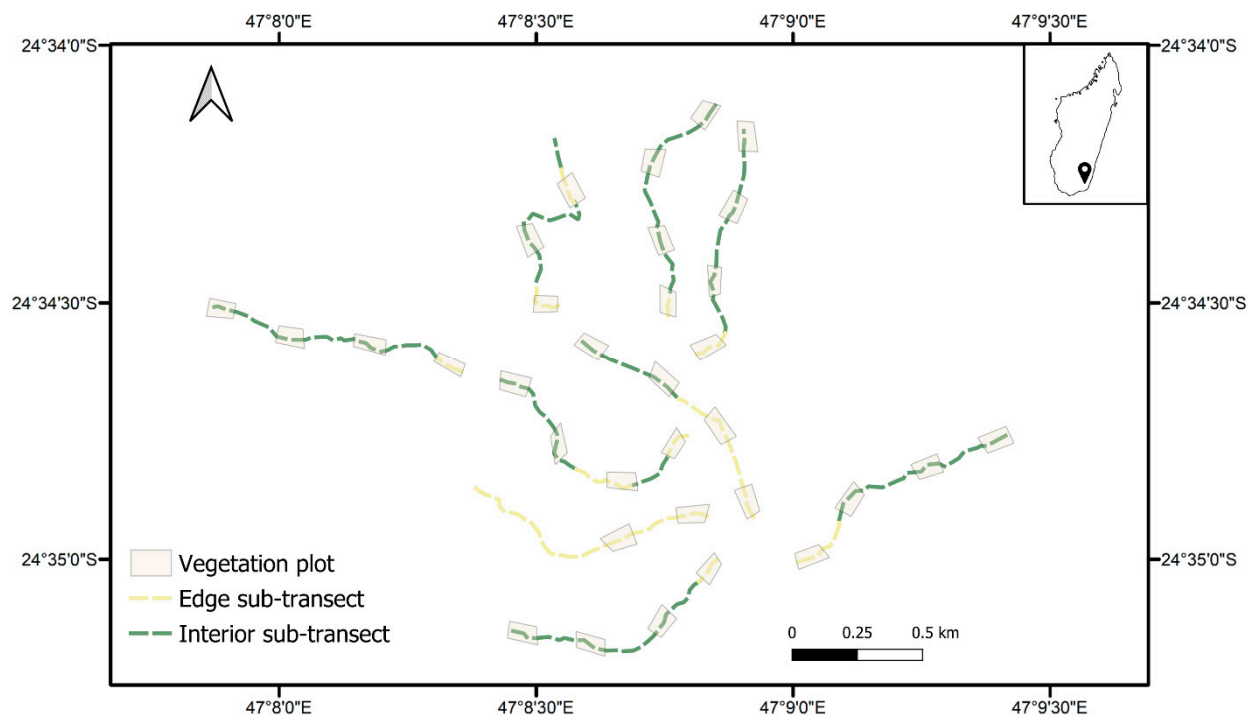 47°8'0"E 47°8'30"E 47°9'0"E 47°9'30"E
24°34'0"S 24°34'0"S
24°34'30"S 24°34'30"S
24°35'0"S 24°35'0"S
Vegetation plot
Edge sub-transect
Interior sub-transect
0 0.25 0.5 km
47°8'0"E 47°8'30"E 47°9'0"E 47°9'30"E